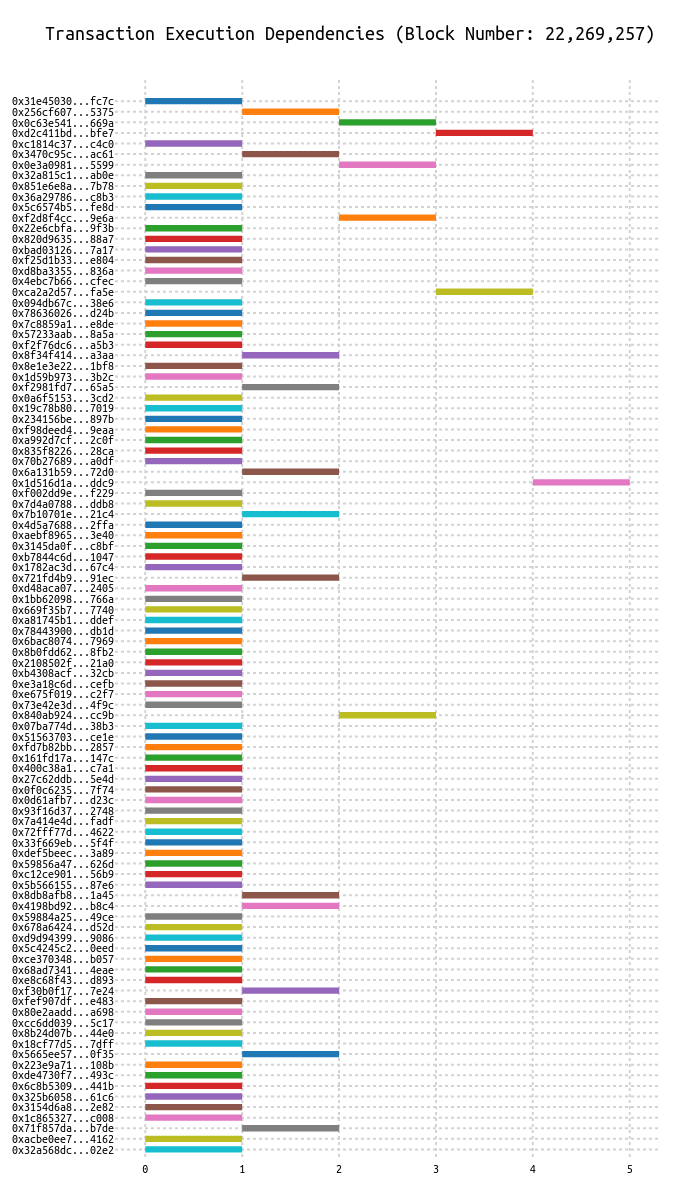 Transaction Execution Dependencies (Block Number: 22,269,257)
0x31e45030...fc7c
0x256cf607...5375
0x0c63e541...669a
0xd2c411bd...bfe7
0xc1814c37...c4c0
0x3470c95c...ac61
0x0e3a0981...5599
0x32a815c1...ab0e
0x851e6e8a...7b78
0x36a29786...c8b3
0x5c6574b5...fe8d
0xf2d8f4cc...9e6a
0x22e6cbfa...9f3b
0x820d9635...88a7
0xbad03126...7a17
0xf25d1b33...e804
0xd8ba3355...836a
0x4ebc7b66...cfec
0xca2a2d57...fa5e
0x094db67c...38e6
0x78636026...d24b
0x7c8859a1...e8de
0x57233aab...8a5a
0xf2f76dc6...a5b3
0x8f34f414...a3aa
0x8e1e3e22...1bf8
0x1d59b973...3b2c
0xf2981fd7...65a5
0x0a6f5153...3cd2
0x19c78b80...7019
0x234156be...897b
0xf98deed4...9eaa
0xa992d7cf...2c0f
0x835f8226...28ca
0x70b27689...a0df
0x6a131b59...72d0
0x1d516d1a...ddc9
0xf002dd9e...f229
0x7d4a0788...ddb8
0x7b10701e...21c4
0x4d5a7688...2ffa
0xaebf8965...3e40
0x3145da0f...c8bf
0xb7844c6d...1047
0x1782ac3d...67c4
0x721fd4b9...91ec
0xd48aca07...2405
0x1bb62098...766a
0x669f35b7...7740
0xa81745b1...ddef
0x78443900...db1d
0x6bac8074...7969
0x8b0fdd62...8fb2
0x2108502f...21a0
0xb4308acf...32cb
0xe3a18c6d...cefb
0xe675f019...c2f7
0x73e42e3d...4f9c
0x840ab924...cc9b
0x07ba774d...38b3
0x51563703...ce1e
0xfd7b82bb...2857
0x161fd17a...147c
0x400c38a1...c7a1
0x27c62ddb...5e4d
0x0f0c6235...7f74
0x0d61afb7...d23c
0x93f16d37...2748
0x7a414e4d...fadf
0x72fff77d...4622
0x33f669eb...5f4f
0xdef5beec...3a89
0x59856a47...626d
0xc12ce901...56b9
0x5b566155...87e6
0x8db8afb8...1a45
0x4198bd92...b8c4
0x59884a25...49ce
0x678a6424...d52d
0xd9d94399...9086
0x5c4245c2...0eed
0xce370348...b057
0x68ad7341...4eae
0xe8c68f43...d893
0xf30b0f17...7e24
0xfef907df...e483
0x80e2aadd...a698
0xcc6dd039...5c17
0x8b24d07b...44e0
0x18cf77d5...7dff
0x5665ee57...0f35
0x223e9a71...108b
0xde4730f7...493c
0x6c8b5309...441b
0x325b6058...61c6
0x3154d6a8...2e82
0x1c865327...c008
0x71f857da...b7de
0xacbe0ee7...4162
0x32a568dc...02e2
0 1 2 3 4 5